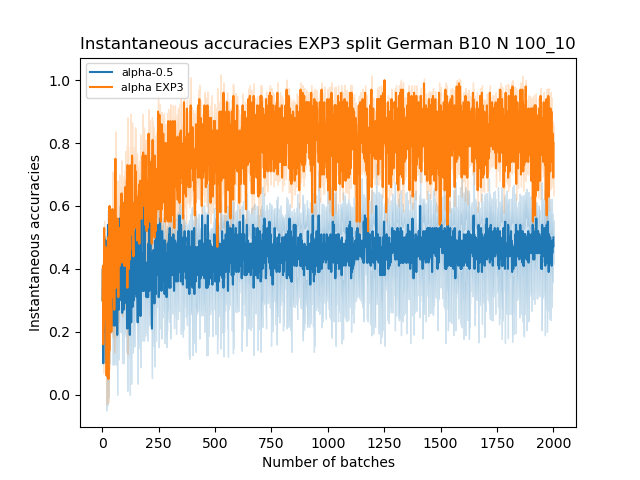 Instantaneous accuracies EXP3 split German B10 N 100_10
alpha-0.5
alpha EXP3
1.0
0.8
0.6
0.4
0.2
0.0
Instantaneous accuracies
0 250 500 750 1000 1250 1500 1750 2000
Number of batches